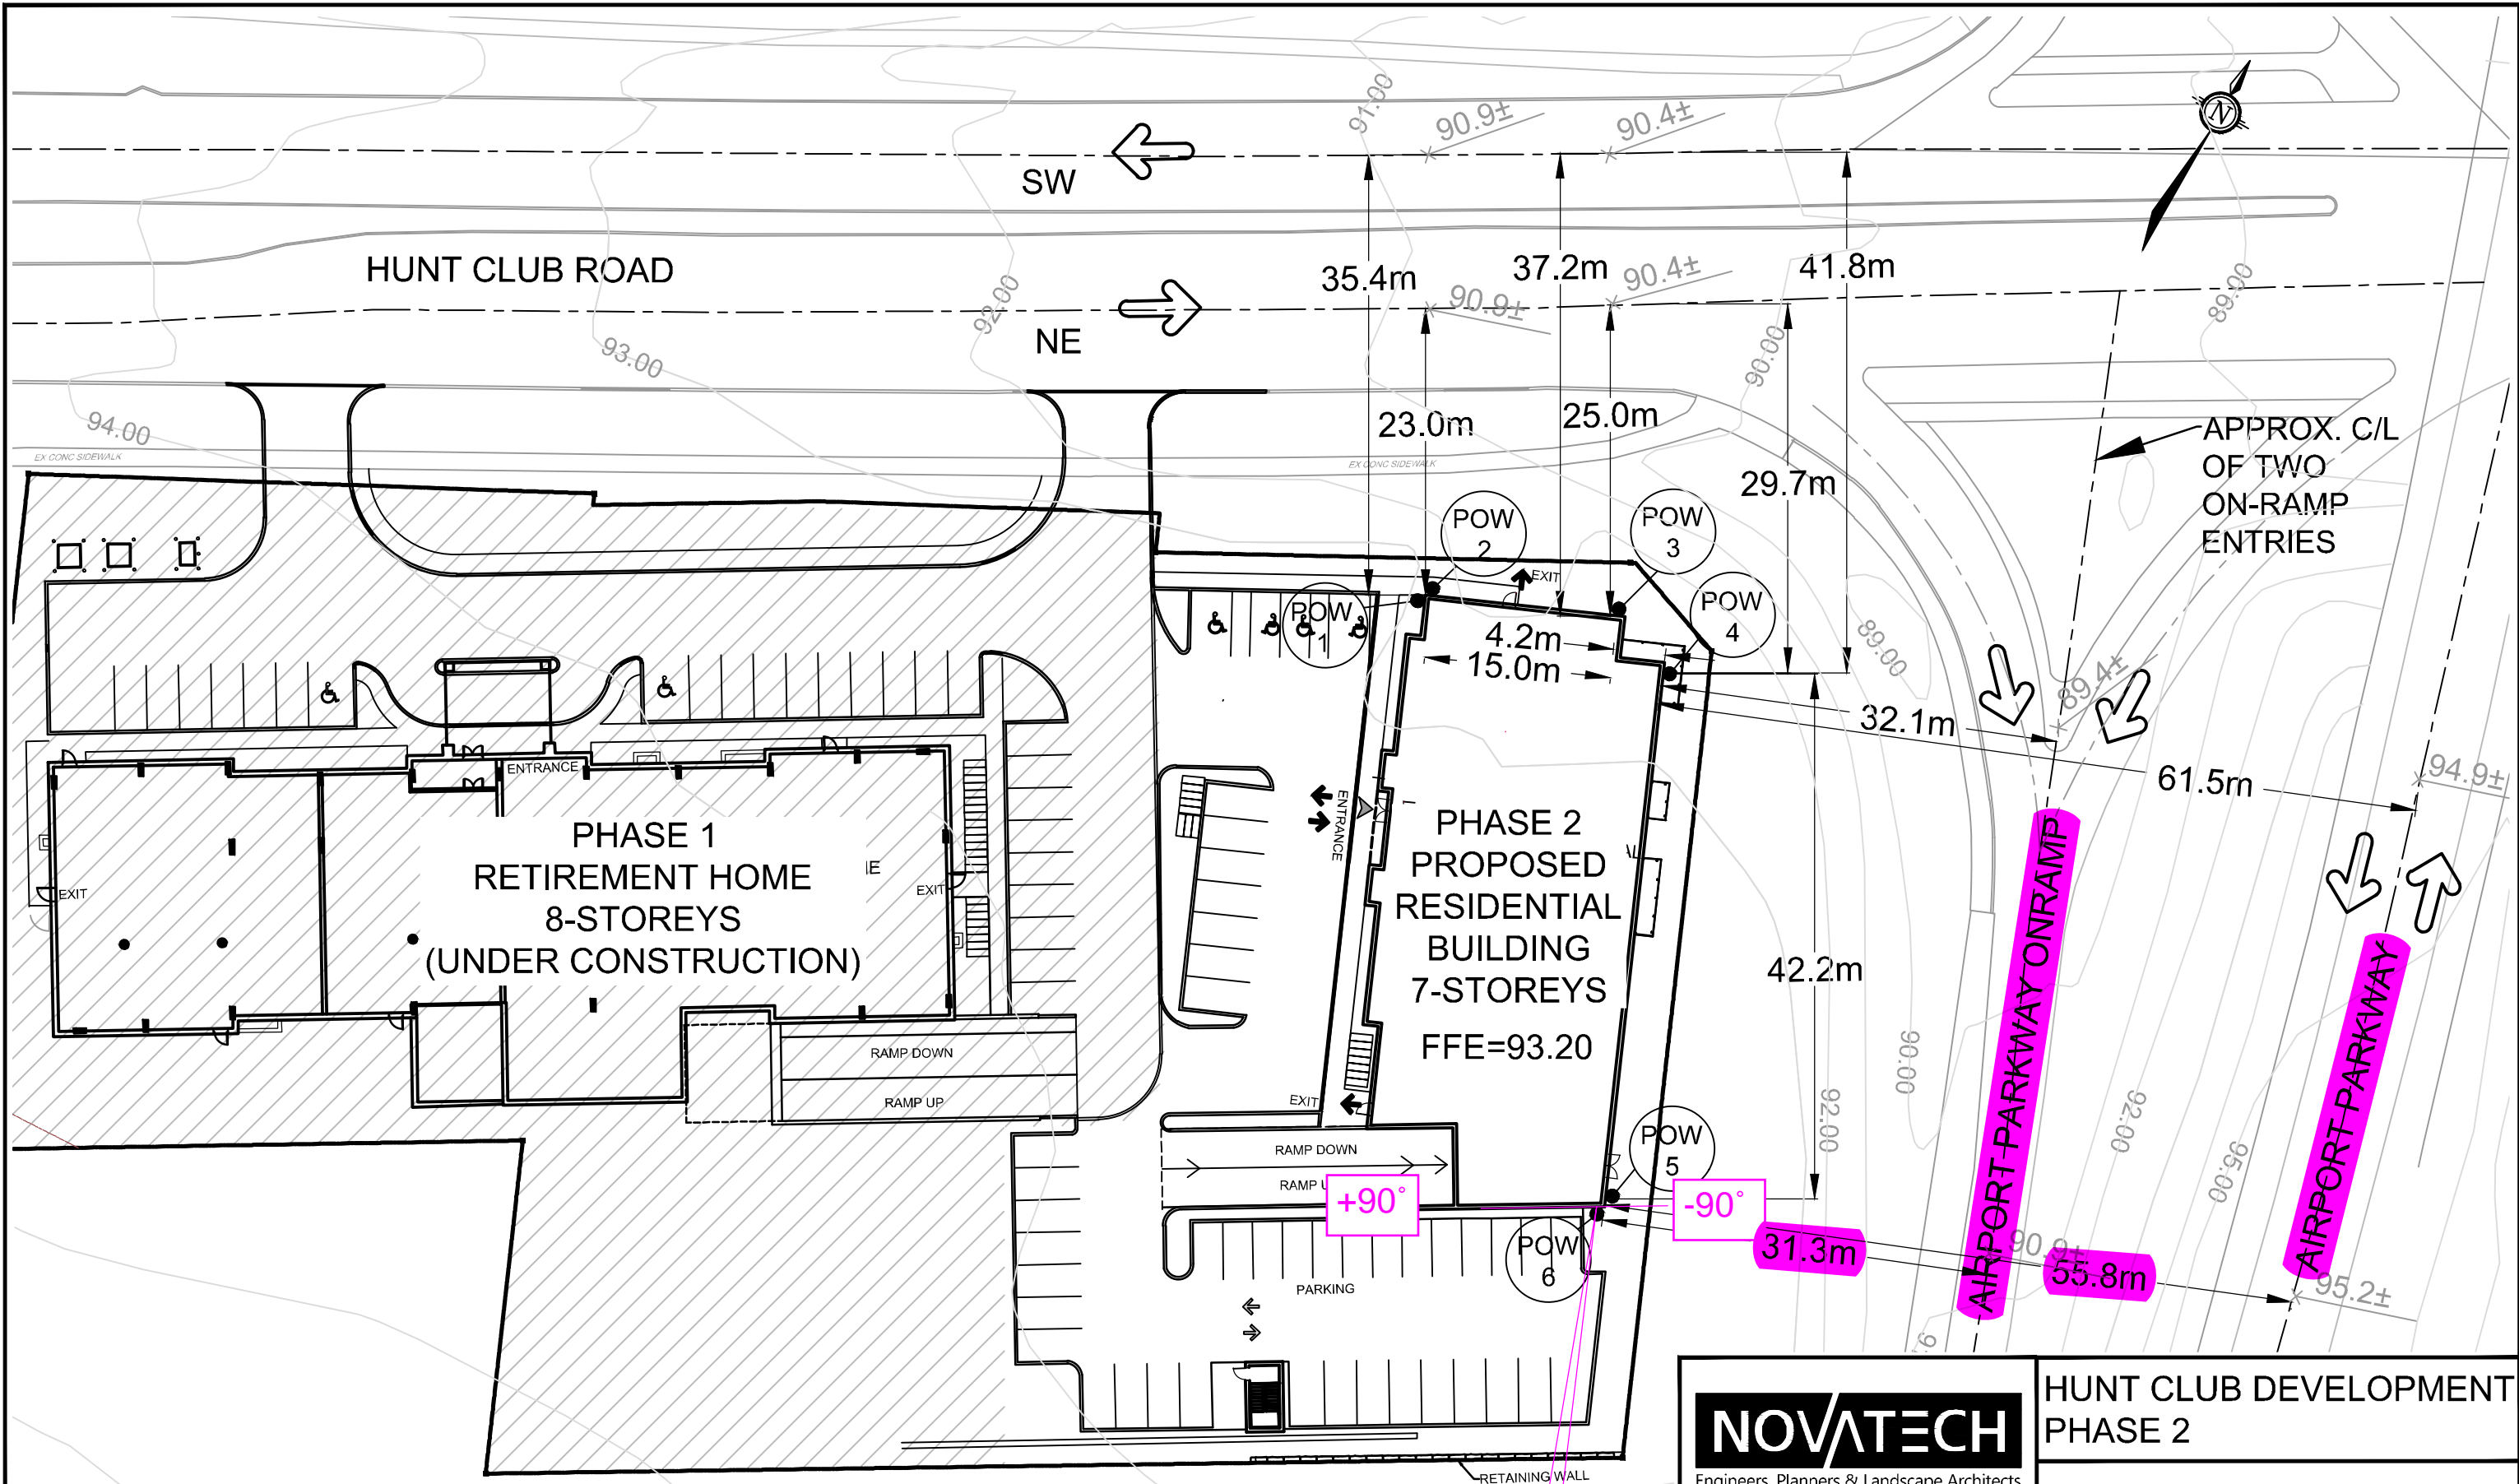 91.00
90.9±
90.4±
N
SW
HUNT CLUB ROAD
35.4m
37.2m
41.8m
90.4±
90.9±
89.00
92.00
NE
93.00
90.00
94.00
23.0m
25.0m
APPROX. C/L
OF TWO
ON-RAMP
ENTRIES
EX CONC SIDEWALK
EX CONC SIDEWALK
29.7m
POW
2
POW
3
EXIT
POW
1
POW
4
4.2m
15.0m
89.00
89.4±
32.1m
61.5m
94.9±
ENTRANCE
ENTRANCE
PHASE 1
RETIREMENT HOME
8-STOREYS
(UNDER CONSTRUCTION)
EXIT
EXIT
PHASE 2
PROPOSED
RESIDENTIAL
BUILDING
7-STOREYS
FFE=93.20
42.2m
AIRPORT PARKWAY ONRAMP
AIRPORT PARKWAY
90.00
92.00
92.00
95.00
RAMP DOWN
RAMP UP
EXIT
POW
5
RAMP DOWN
RAMP U
+90°
-90°
POW
6
31.3m
90.9±
55.8m
95.2±
PARKING
RETAINING WALL
NOVATECH
Engineers, Planners & Landscape Architects
HUNT CLUB DEVELOPMENT
PHASE 2